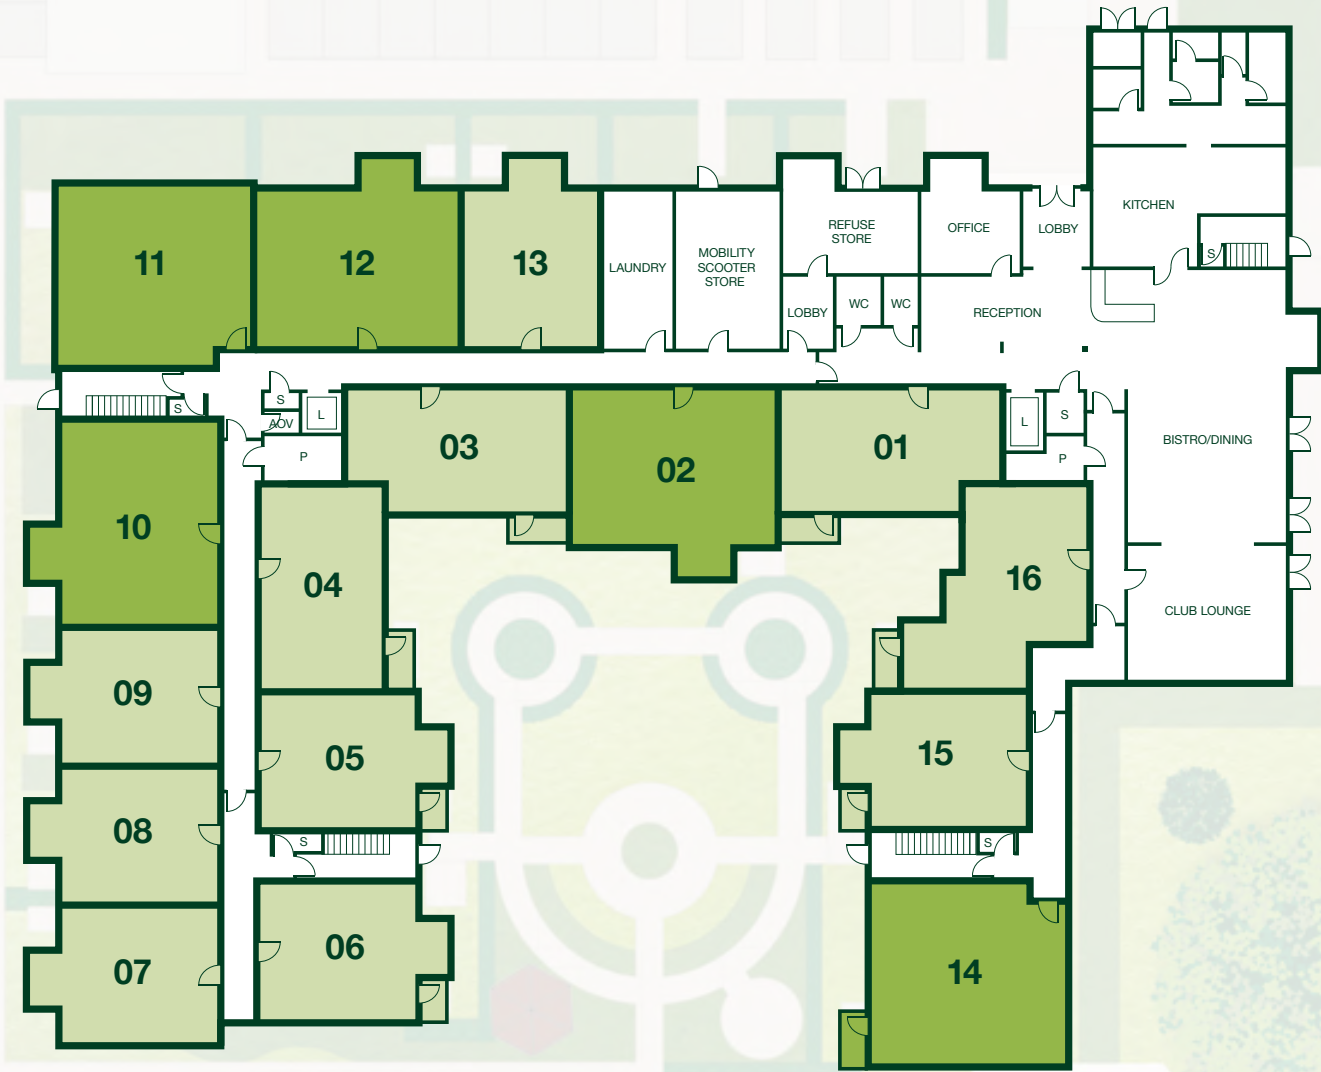 KITCHEN
S
11
12
13
LAUNDRY
MOBILITY
SCOOTER
STORE
REFUSE
STORE
OFFICE
LOBBY
LOBBY
WC
WC
RECEPTION
S
S
AOV
L
P
03
02
01
L
S
P
BISTRO/DINING
10
04
16
CLUB LOUNGE
09
05
15
08
S
S
07
06
14